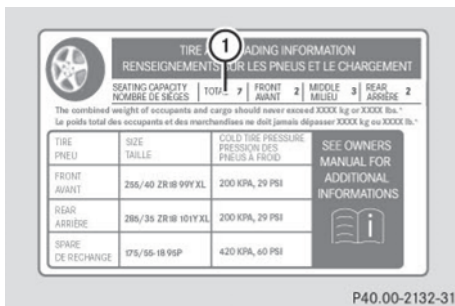 1
TIRE A ADING INFORMATION
RENSEIGNEMENTS SUR LES PNEUS ET LE CHARGEMENT
SEATING CAPACITY
NOMBRE DE SIÈGES
TOTAL 7
FRONT
AVANT
2
MIDDLE
MILIEU
3
REAR
ARRIÈRE
2
The combined weight of occupants and cargo should never exceed XXXX kg or XXXX lbs."
Le poids total des occupants et des marchandises ne doit jamais dépasser XXXX kg ou XXXX lb."
TIRE
PNEU
SIZE
TAILLE
COLD TIRE PRESSURE
PRESSION DES
PNEUS À FROID
SEE OWNERS
MANUAL FOR
ADDITIONAL
INFORMATIONS
i
FRONT
AVANT
255/40 ZR18 99Y XL
200 KPA, 29 PSI
REAR
ARRIÈRE
285/35 ZR18 101Y XL
200 KPA, 29 PSI
SPARE
DE RECHANGE
175/55-18 95P
420 KPA, 60 PSI
P40.00-2132-31